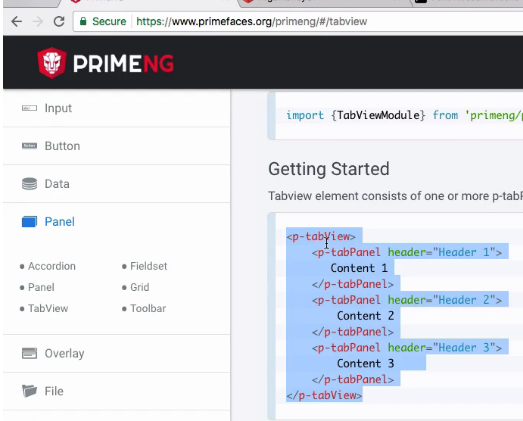 Secure https://www.primefaces.org/primeng/#/tabview
PRIMENG
Input
Button
Data
Panel
Accordion
Fieldset
Panel
Grid
TabView
Toolbar
Overlay
File
import {TabViewModule} from 'primeng/
Getting Started
Tabview element consists of one or more p-tabP
<p-tabView>
<p-tabPanel header="Header 1">
Content 1
</p-tabPanel>
<p-tabPanel header="Header 2">
Content 2
</p-tabPanel>
<p-tabPanel header="Header 3">
Content 3
</p-tabPanel>
</p-tabView>